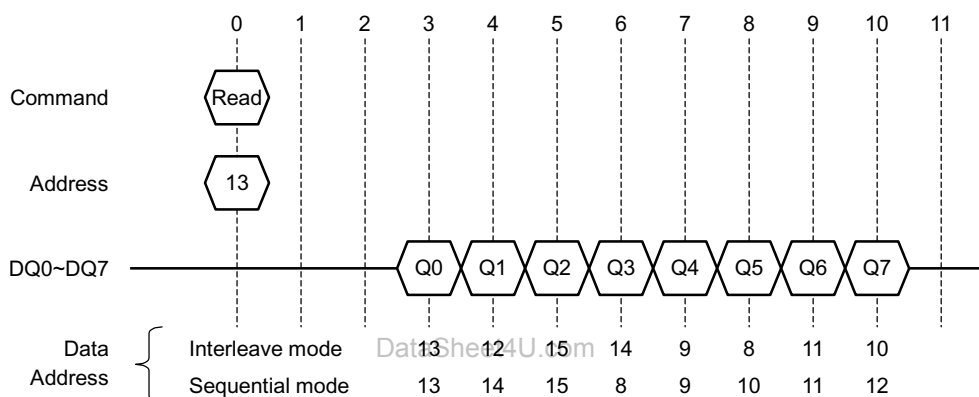 0 1 2 3 4 5 6 7 8 9 10 11
Command Read
Address 13
DQ0~DQ7 Q0 Q1 Q2 Q3 Q4 Q5 Q6 Q7
Data Address
Interleave mode 13 12 15 14 9 8 11 10
DataSheet4U.com
Sequential mode 13 14 15 8 9 10 11 12